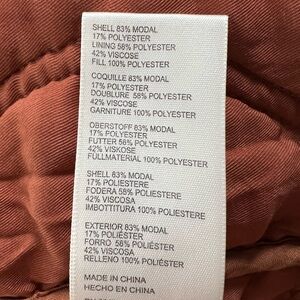 SHELL 83% MODAL
17% POLYESTER
LINING 58% POLYESTER
42% VISCOSE
FILL 100% POLYESTER
COQUILLE 83% MODAL
17% POLYESTER
DOUBLURE 58% POLYESTER
42% VISCOSE
GARNITURE 100% POLYESTER
OBERSTOFF 83% MODAL
17% POLYESTER
FUTTER 58% POLYESTER
42% VISKOSE
FULLMATERIAL 100% POLYESTER
SHELL 83% MODAL
17% POLIESTERE
FODERA 58% POLIESTERE
42% VISCOSA
IMBOTTITURA 100% POLIESTERE
EXTERIOR 83% MODAL
17% POLIÉSTER
FORRO 58% POLIÉSTER
42% VISCOSA
RELLENO 100% POLIÉSTER
MADE IN CHINA
HECHO EN CHINA